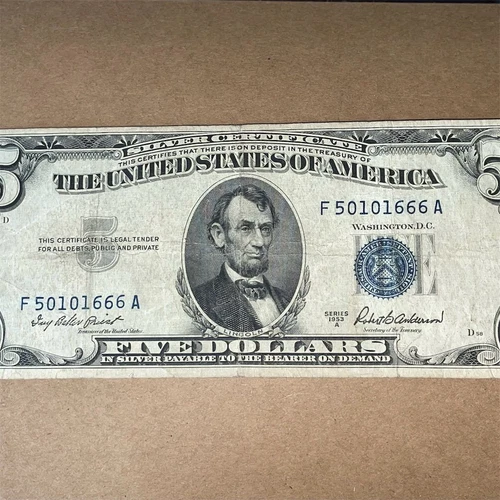 SILVER CERTIFICATE
THIS CERTIFIES THAT THERE IS ON DEPOSIT IN THE TREASURY OF
THE UNITED STATES OF AMERICA
5
5
D
F 50101666 A
WASHINGTON, D.C.
5
THIS CERTIFICATE IS LEGAL TENDER
FOR ALL DEBTS, PUBLIC AND PRIVATE
FIVE
F 50101666 A
Ivy Baker Priest
Treasurer of the United States
LINCOLN
SERIES
1953
A
Robert B. Anderson
Secretary of the Treasury
D 50
FIVE DOLLARS
IN SILVER PAYABLE TO THE BEARER ON DEMAND